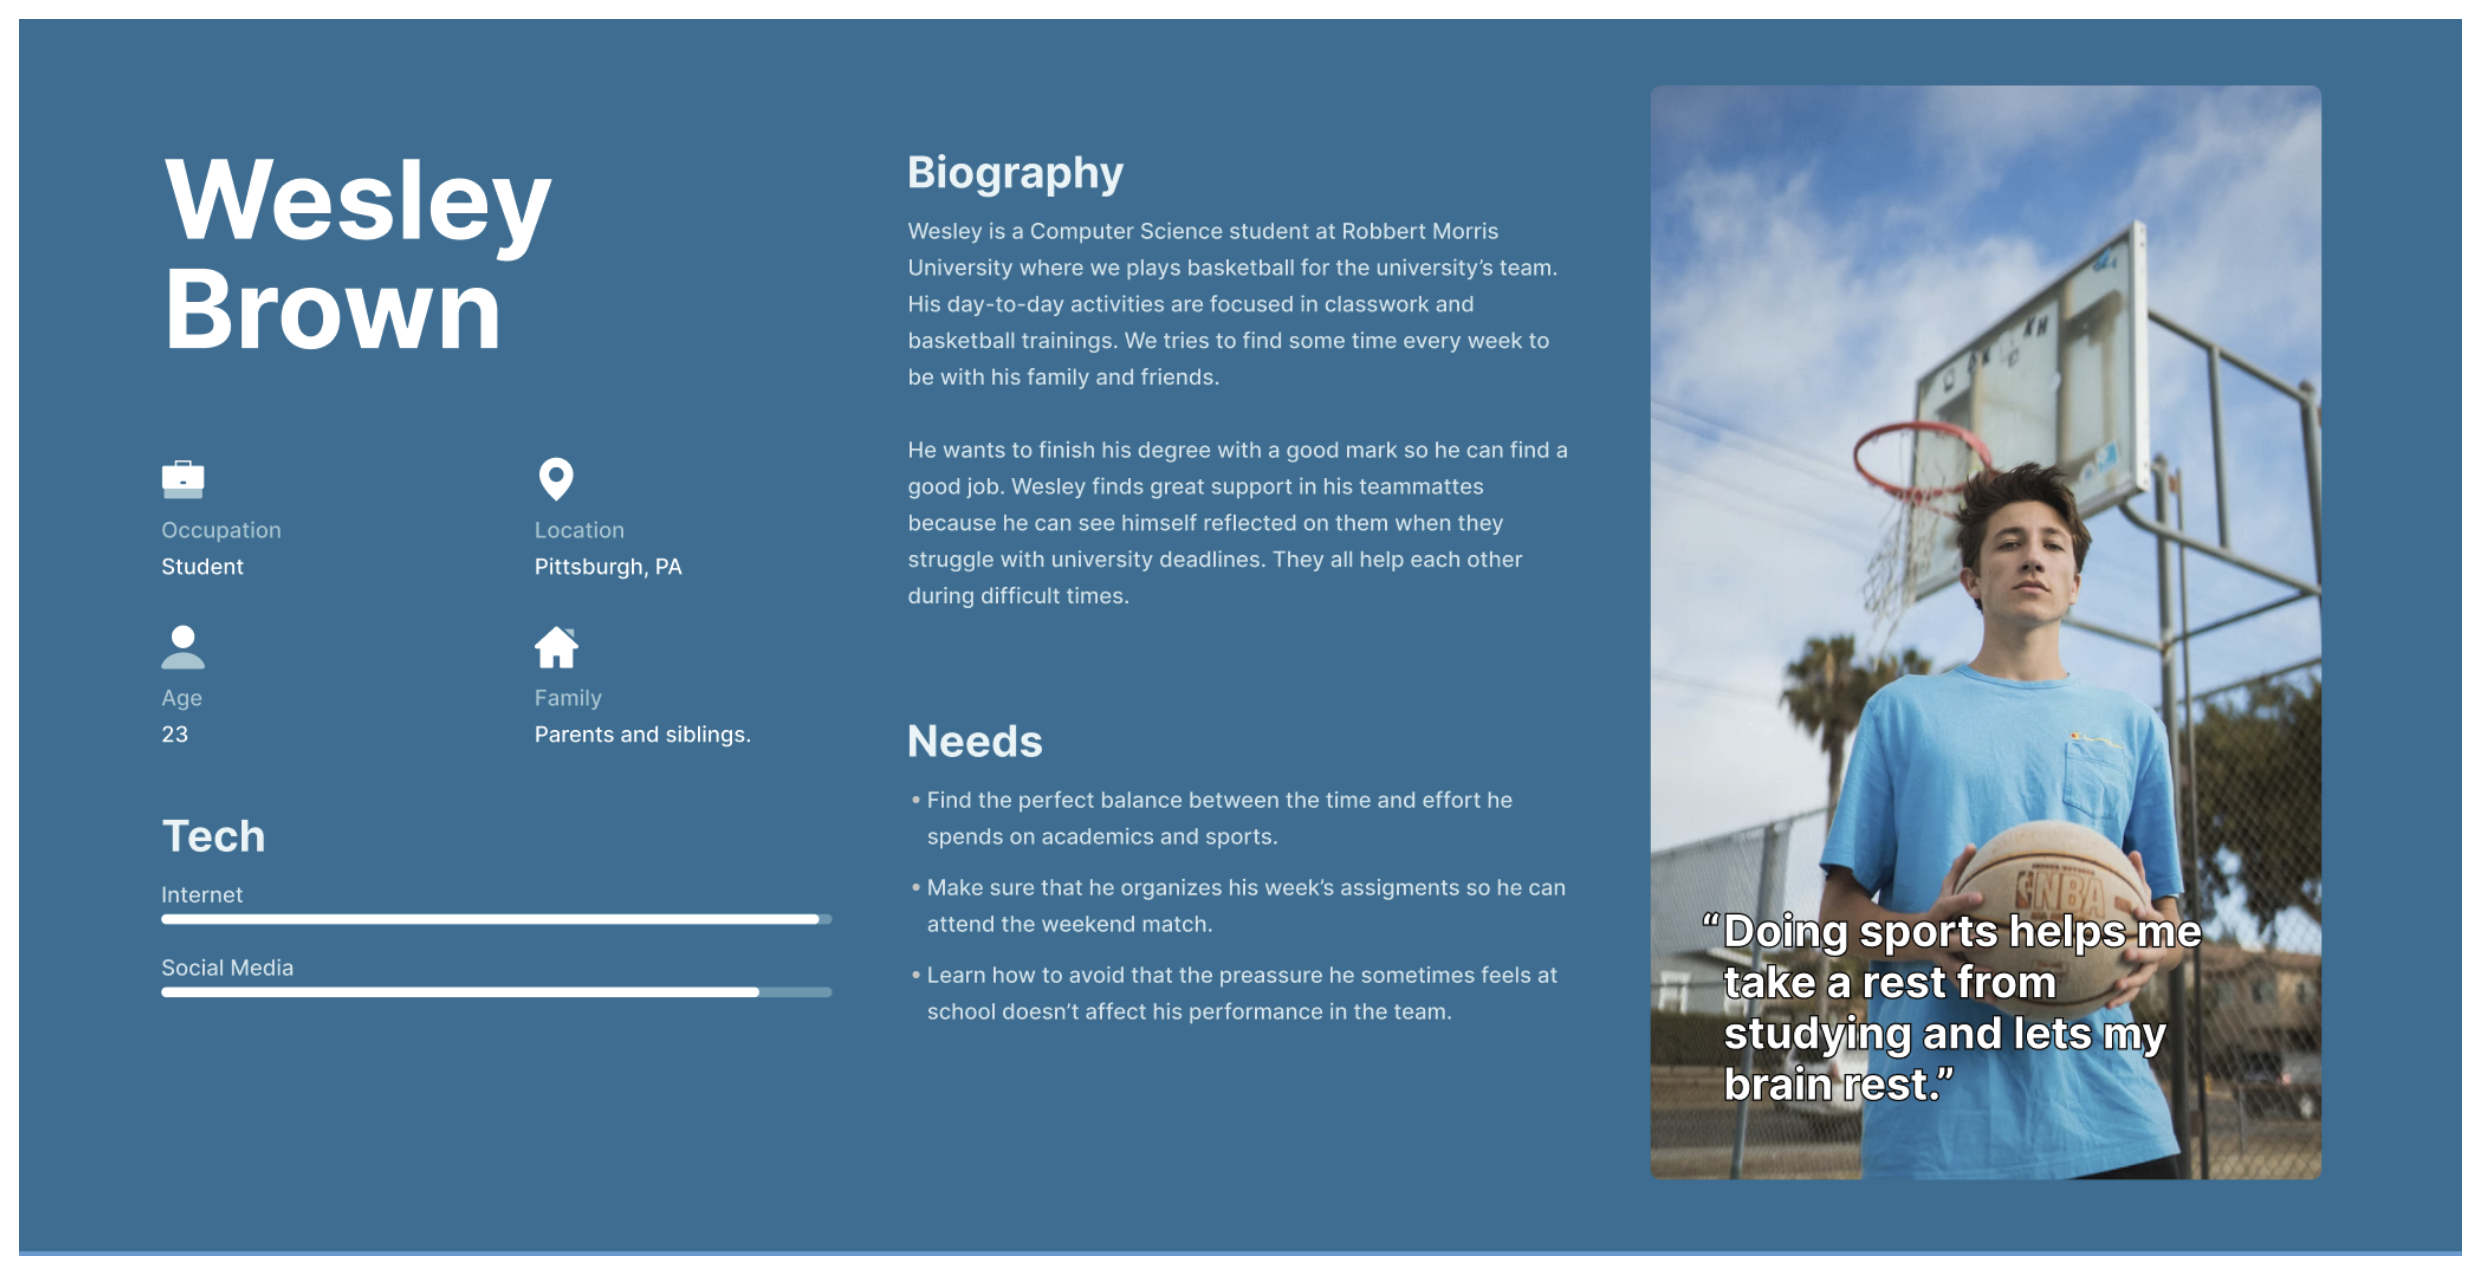 Wesley
Brown
Occupation
Student
Location
Pittsburgh, PA
Age
23
Family
Parents and siblings.
Tech
Internet
Social Media
Biography
Wesley is a Computer Science student at Robbert Morris
University where we plays basketball for the university’s team.
His day-to-day activities are focused in classwork and
basketball trainings. We tries to find some time every week to
be with his family and friends.
He wants to finish his degree with a good mark so he can find a
good job. Wesley finds great support in his teammattes
because he can see himself reflected on them when they
struggle with university deadlines. They all help each other
during difficult times.
Needs
• Find the perfect balance between the time and effort he
spends on academics and sports.
• Make sure that he organizes his week’s assigments so he can
attend the weekend match.
• Learn how to avoid that the preassure he sometimes feels at
school doesn’t affect his performance in the team.
NBA
“Doing sports helps me
take a rest from
studying and lets my
brain rest.”